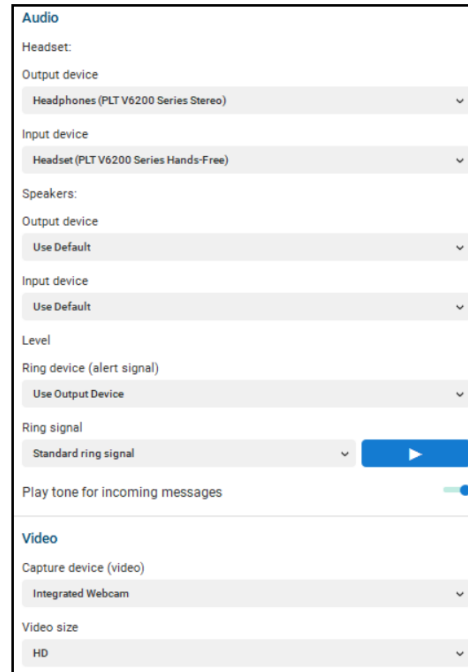 Audio
Headset:
Output device
Headphones (PLT V6200 Series Stereo)
Input device
Headset (PLT V6200 Series Hands-Free)
Speakers:
Output device
Use Default
Input device
Use Default
Level
Ring device (alert signal)
Use Output Device
Ring signal
Standard ring signal
Play tone for incoming messages
Video
Capture device (video)
Integrated Webcam
Video size
HD